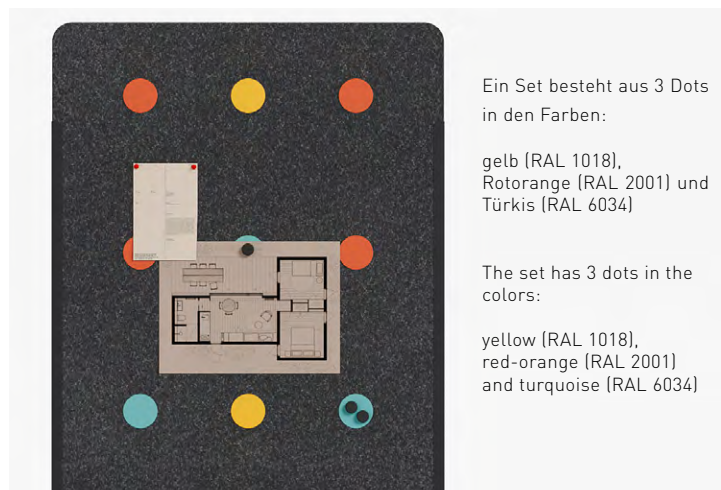 Ein Set besteht aus 3 Dots
in den Farben:
gelb (RAL 1018),
Rotorange (RAL 2001) und
Türkis (RAL 6034)
The set has 3 dots in the
colors:
yellow (RAL 1018),
red-orange (RAL 2001)
and turquoise (RAL 6034)